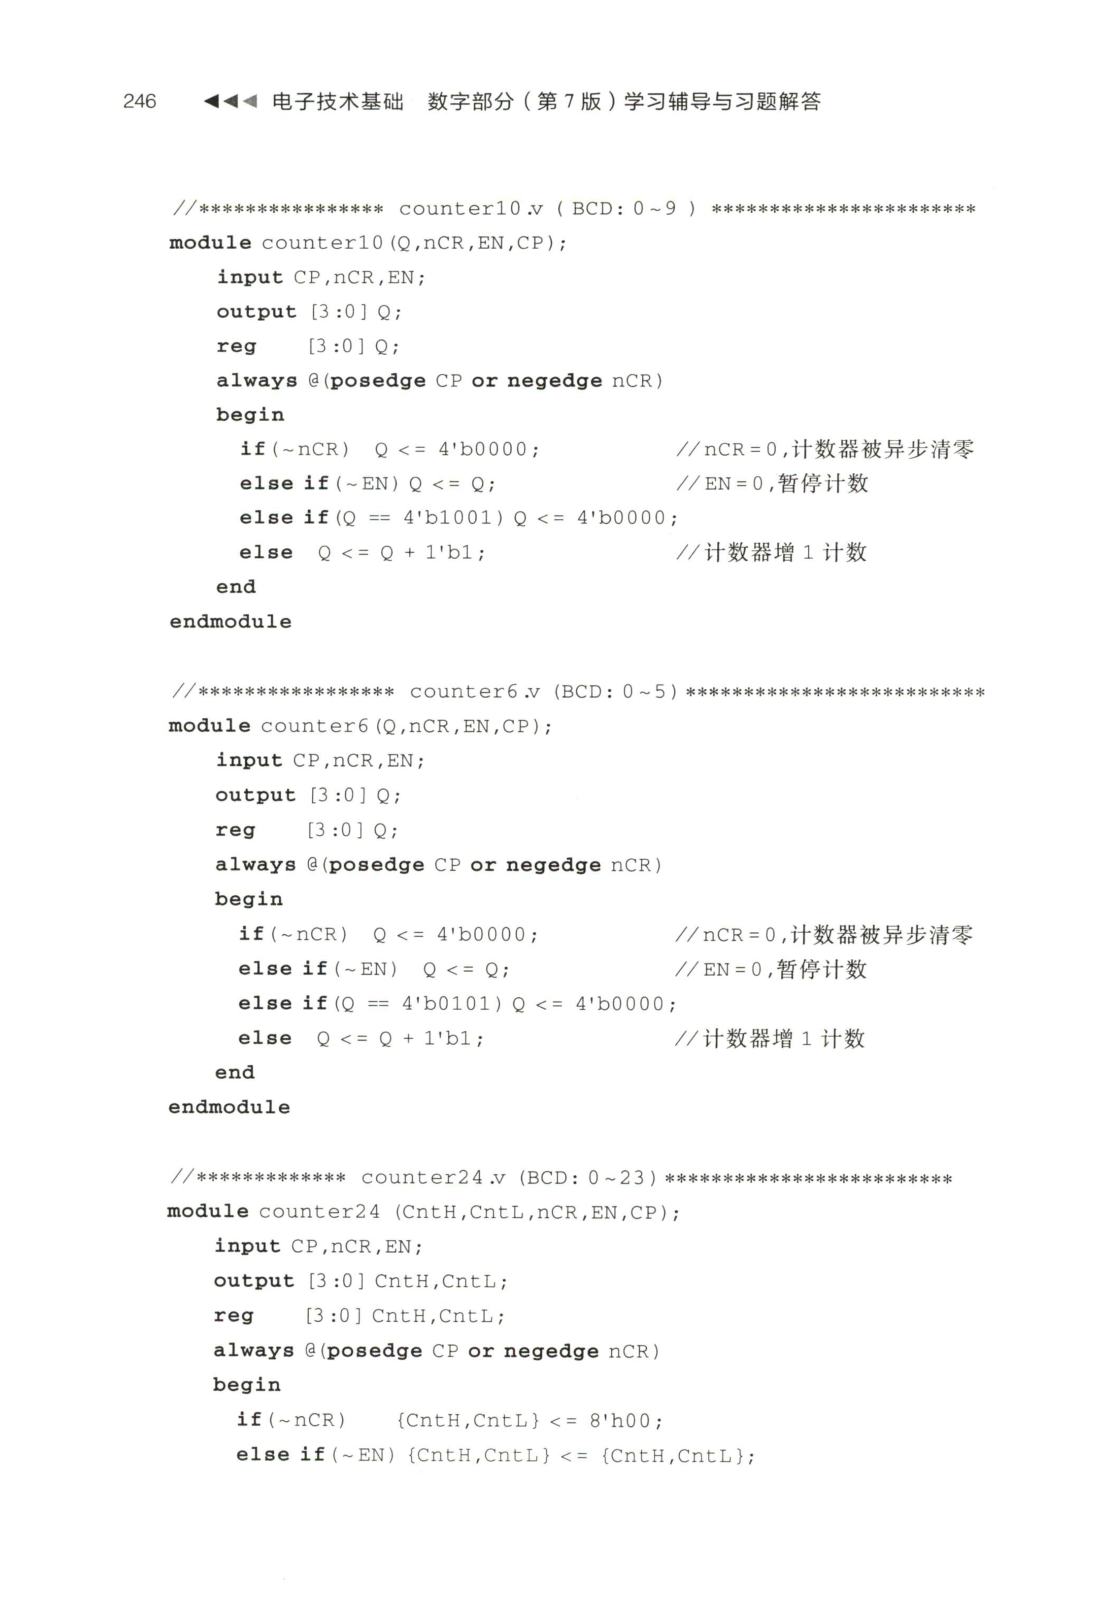 246 ◀◀◀ 电子技术基础 数字部分(第7版)学习辅导与习题解答
//**************** counter10.v ( BCD: 0~9 ) ***********************
module counter10(Q,nCR,EN,CP);
input CP,nCR,EN;
output [3:0] Q;
reg [3:0] Q;
always @(posedge CP or negedge nCR)
begin
if(~nCR) Q <= 4'b0000; //nCR=0,计数器被异步清零
else if(~EN) Q <= Q; //EN=0,暂停计数
else if(Q == 4'b1001) Q <= 4'b0000;
else Q <= Q + 1'b1; //计数器增1计数
end
endmodule
//***************** counter6.v (BCD: 0~5) **************************
module counter6(Q,nCR,EN,CP);
input CP,nCR,EN;
output [3:0] Q;
reg [3:0] Q;
always @(posedge CP or negedge nCR)
begin
if(~nCR) Q <= 4'b0000; //nCR=0,计数器被异步清零
else if(~EN) Q <= Q; //EN=0,暂停计数
else if(Q == 4'b0101) Q <= 4'b0000;
else Q <= Q + 1'b1; //计数器增1计数
end
endmodule
//************* counter24.v (BCD: 0~23) *************************
module counter24 (CntH,CntL,nCR,EN,CP);
input CP,nCR,EN;
output [3:0] CntH,CntL;
reg [3:0] CntH,CntL;
always @(posedge CP or negedge nCR)
begin
if(~nCR) {CntH,CntL} <= 8'h00;
else if(~EN) {CntH,CntL} <= {CntH,CntL};